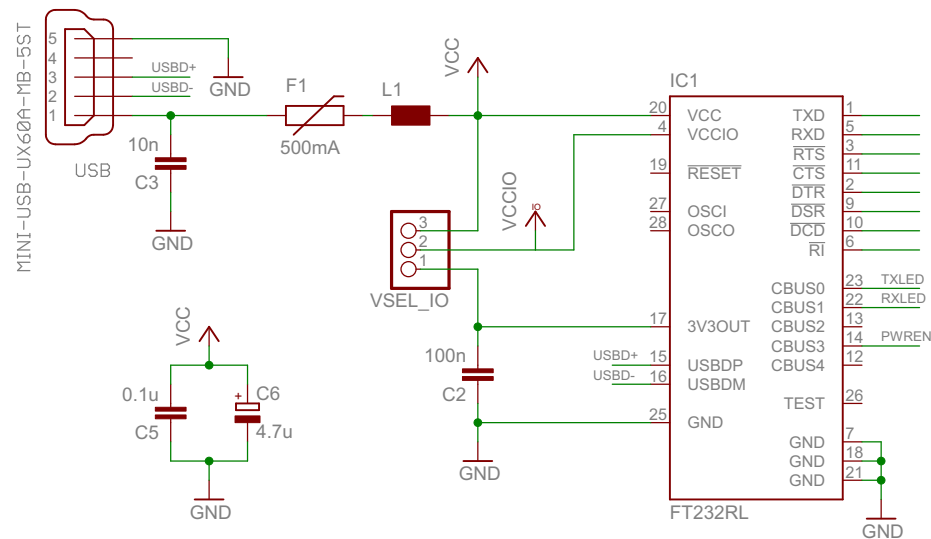 MINI-USB-UX60A-MB-5ST
5
4
3
2
1
USBD+
USBD-
USB
GND
10n
C3
GND
F1
500mA
L1
VCC
VCCIO
IO
3
2
1
VSEL_IO
100n
C2
GND
VCC
0.1u
C5
+
C6
4.7u
GND
IC1
20 VCC TXD 1
4 VCCIO RXD 5
RTS 3
19 RESET CTS 11
DTR 2
27 OSCI DSR 9
28 OSCO DCD 10
RI 6
CBUS0 23 TXLED
CBUS1 22 RXLED
17 3V3OUT CBUS2 13
CBUS3 14 PWREN
USBD+ 15 USBDP CBUS4 12
USBD- 16 USBDM
TEST 26
25 GND
GND 7
GND 18
GND 21
FT232RL
GND